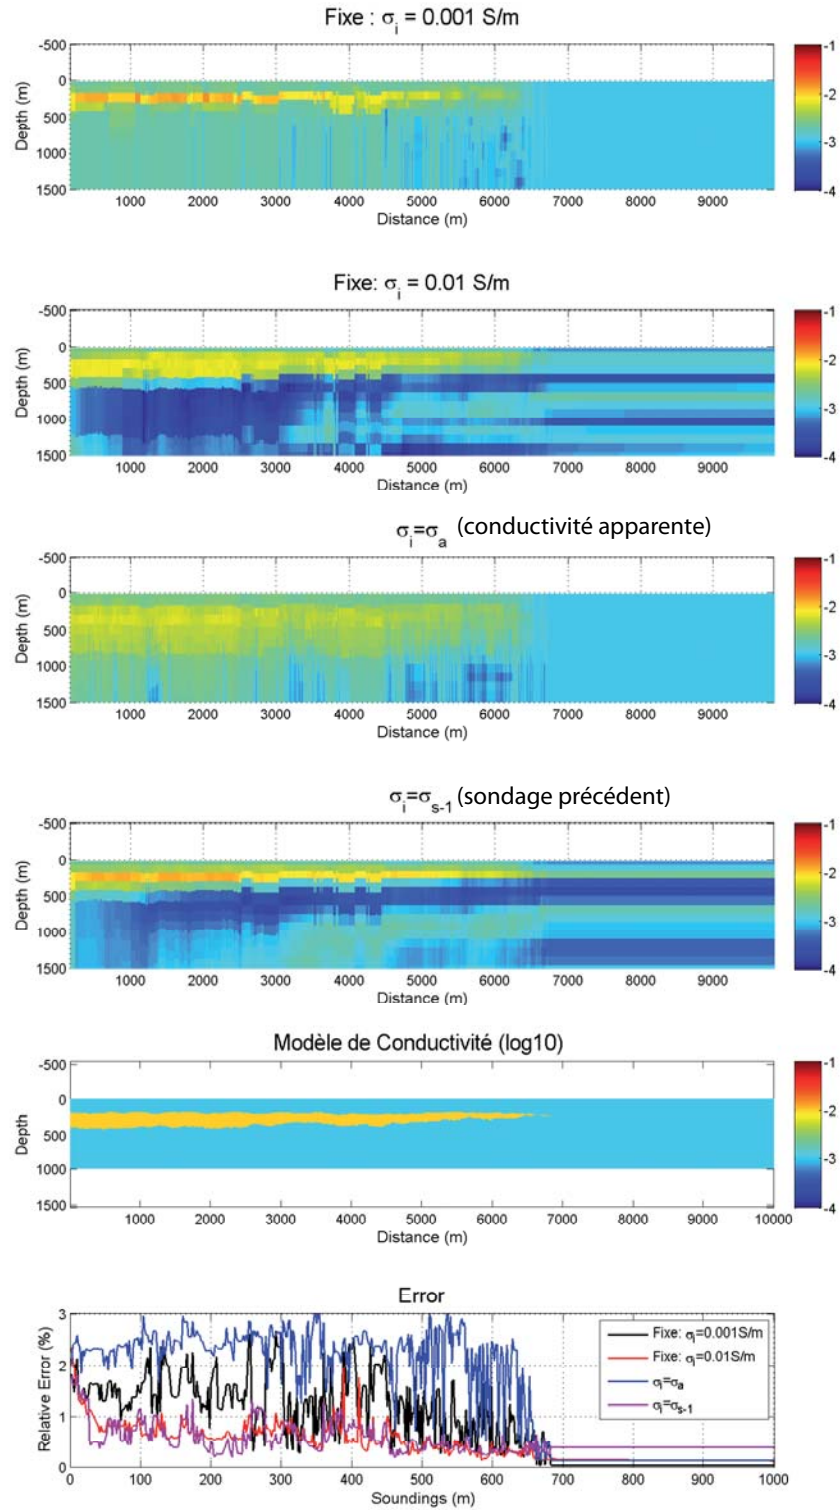 Fixe : σi = 0.001 S/m
Depth (m)
-500
0
500
1000
1500
1000 2000 3000 4000 5000 6000 7000 8000 9000
Distance (m)
-1
-2
-3
-4
Fixe: σi = 0.01 S/m
Depth (m)
-500
0
500
1000
1500
1000 2000 3000 4000 5000 6000 7000 8000 9000
Distance (m)
-1
-2
-3
-4
σi=σa (conductivité apparente)
Depth (m)
-500
0
500
1000
1500
1000 2000 3000 4000 5000 6000 7000 8000 9000
Distance (m)
-1
-2
-3
-4
σi=σs-1 (sondage précédent)
Depth (m)
-500
0
500
1000
1500
1000 2000 3000 4000 5000 6000 7000 8000 9000
Distance (m)
-1
-2
-3
-4
Modèle de Conductivité (log10)
Depth
-500
0
500
1000
1500
1000 2000 3000 4000 5000 6000 7000 8000 9000 10000
Distance (m)
-1
-2
-3
-4
Error
Relative Error (%)
3
2
1
0
0 100 200 300 400 500 600 700 800 900 1000
Soundings (m)
Fixe: σi=0.001S/m
Fixe: σi=0.01S/m
σi=σa
σi=σs-1